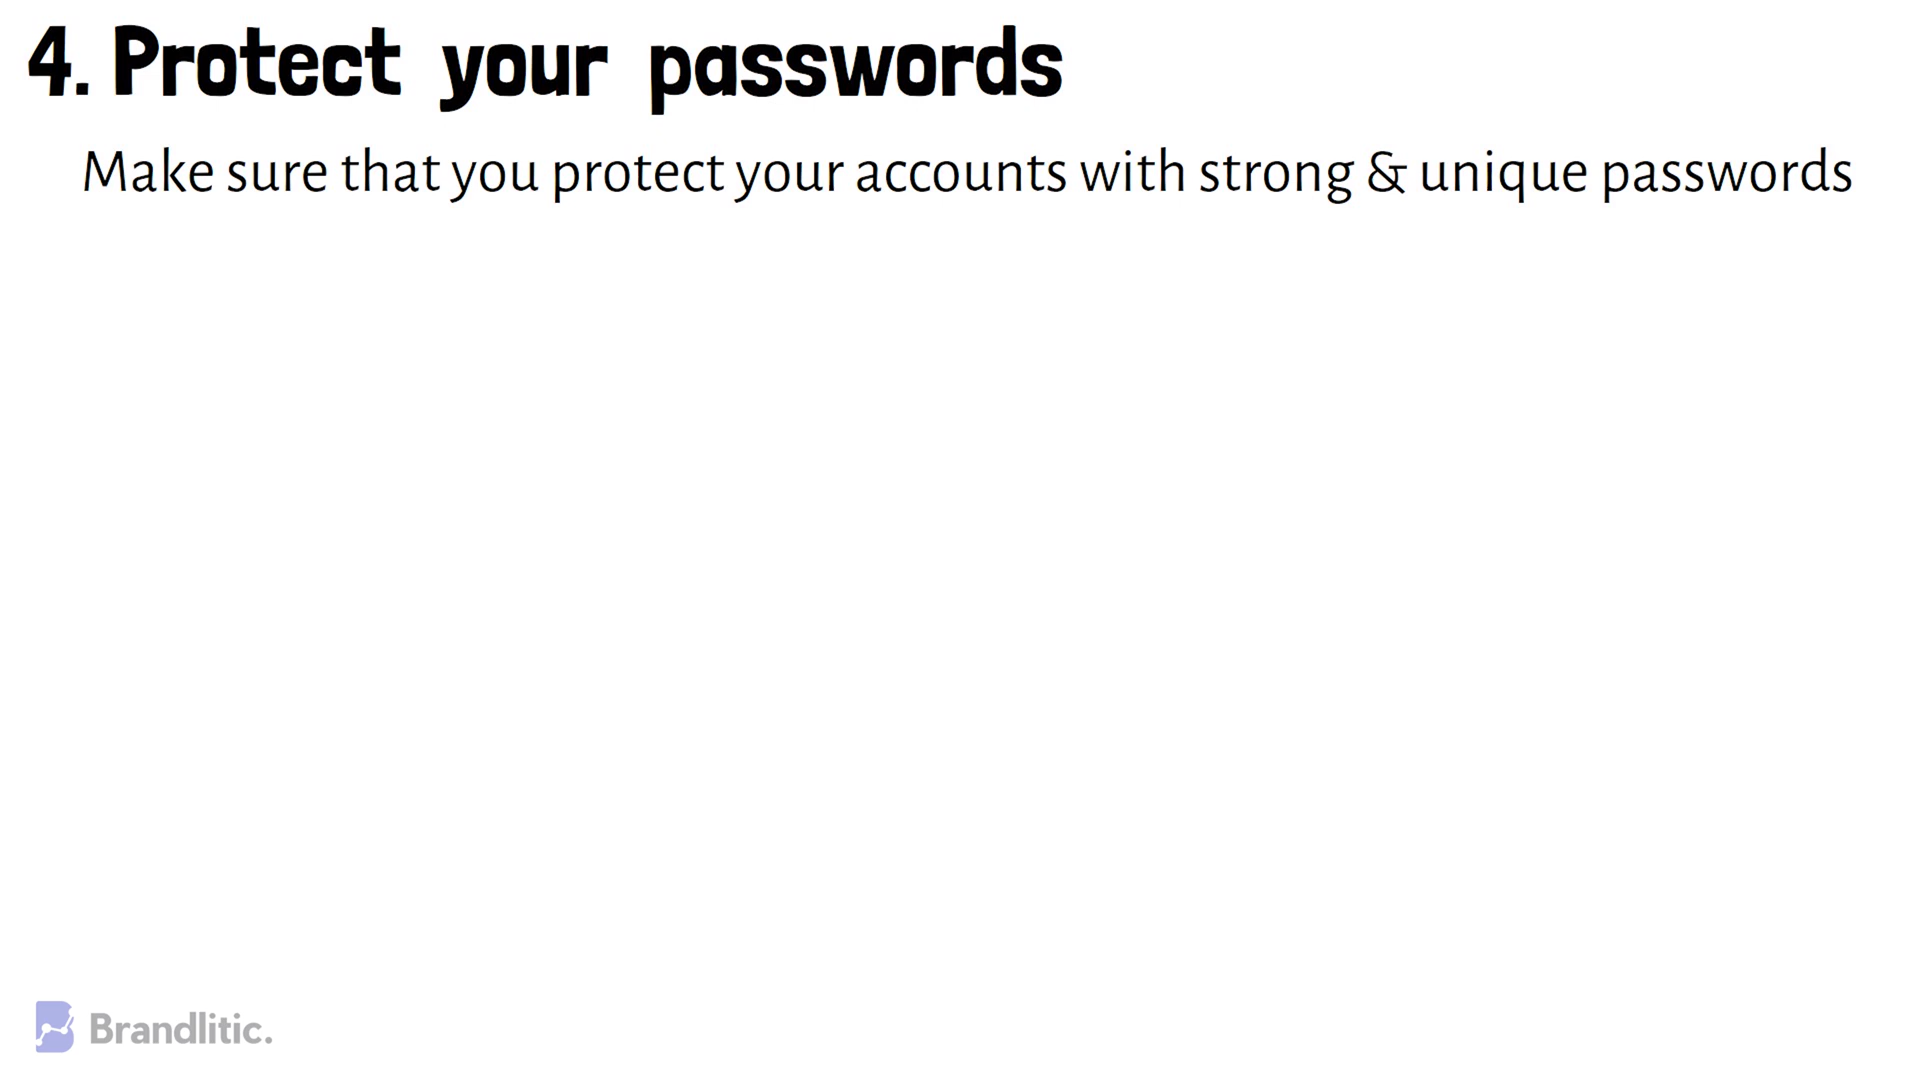 4. Protect your passwords
Make sure that you protect your accounts with strong & unique passwords
Brandlitic.